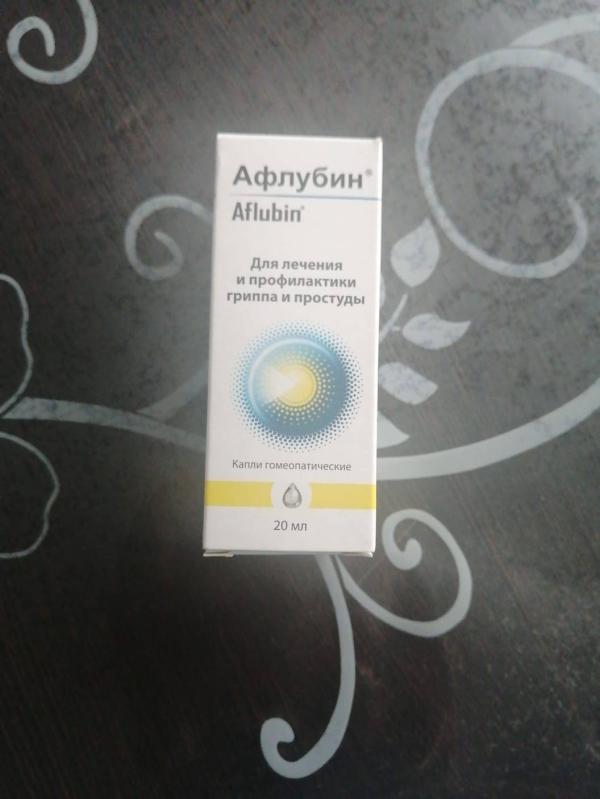 Афлубин®
Aflubin®
Для лечения
и профилактики
гриппа и простуды
Капли гомеопатические
20 мл